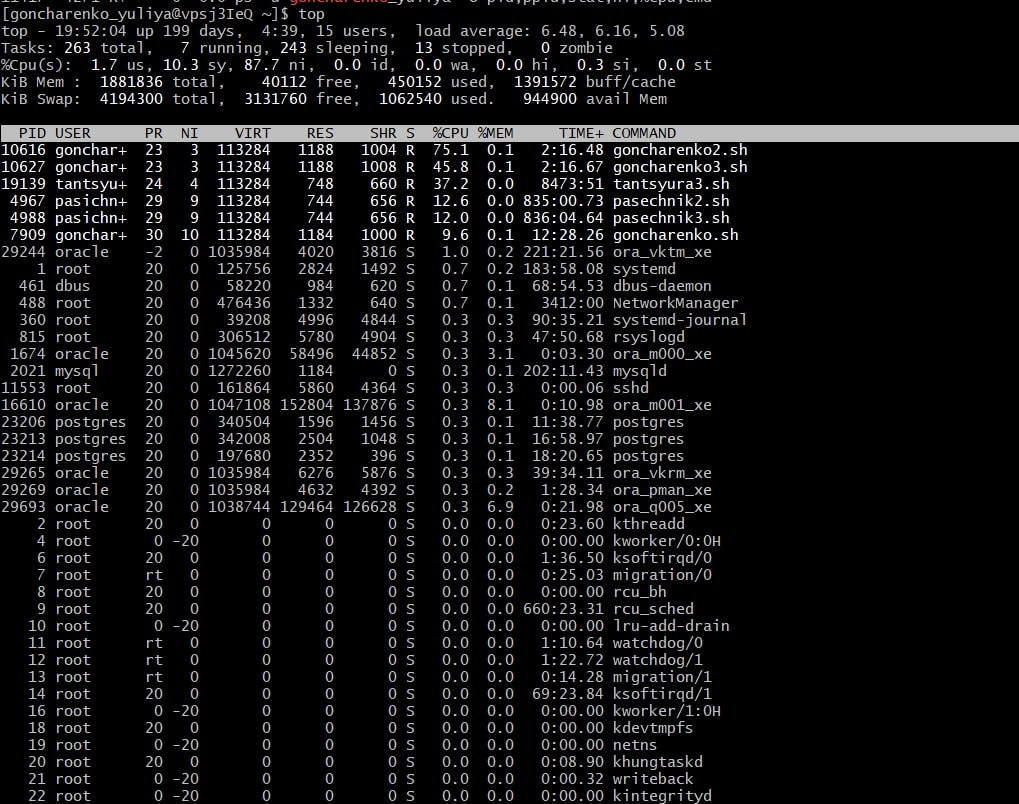 [goncharenko_yuliya@vpsj3IeQ ~]$ top
top - 19:52:04 up 199 days,  4:39, 15 users,  load average: 6.48, 6.16, 5.08
Tasks: 263 total,   7 running, 243 sleeping,  13 stopped,   0 zombie
%Cpu(s):  1.7 us, 10.3 sy, 87.7 ni,  0.0 id,  0.0 wa,  0.0 hi,  0.3 si,  0.0 st
KiB Mem :  1881836 total,    40112 free,   450152 used,  1391572 buff/cache
KiB Swap:  4194300 total,  3131760 free,  1062540 used.   944900 avail Mem
PID USER PR NI VIRT RES SHR S %CPU %MEM TIME+ COMMAND
10616 gonchar+ 23 3 113284 1188 1004 R 75.1 0.1 2:16.48 goncharenko2.sh
10627 gonchar+ 23 3 113284 1188 1008 R 45.8 0.1 2:16.67 goncharenko3.sh
19139 tantsyu+ 24 4 113284 748 660 R 37.2 0.0 8473:51 tantsyura3.sh
4967 pasichn+ 29 9 113284 744 656 R 12.6 0.0 835:00.73 pasechnik2.sh
4988 pasichn+ 29 9 113284 744 656 R 12.0 0.0 836:04.64 pasechnik3.sh
7909 gonchar+ 30 10 113284 1184 1000 R 9.6 0.1 12:28.26 goncharenko.sh
29244 oracle -2 0 1035984 4020 3816 S 1.0 0.2 221:21.56 ora_vktm_xe
1 root 20 0 125756 2824 1492 S 0.7 0.2 183:58.08 systemd
461 dbus 20 0 58220 984 620 S 0.7 0.1 68:54.53 dbus-daemon
488 root 20 0 476436 1332 640 S 0.7 0.1 3412:00 NetworkManager
360 root 20 0 39208 4996 4844 S 0.3 0.3 90:35.21 systemd-journal
815 root 20 0 306512 5780 4904 S 0.3 0.3 47:50.68 rsyslogd
1674 oracle 20 0 1045620 58496 44852 S 0.3 3.1 0:03.30 ora_m000_xe
2021 mysql 20 0 1272260 1184 0 S 0.3 0.1 202:11.43 mysqld
11553 root 20 0 161864 5860 4364 S 0.3 0.3 0:00.06 sshd
16610 oracle 20 0 1047108 152804 137876 S 0.3 8.1 0:10.98 ora_m001_xe
23206 postgres 20 0 340504 1596 1456 S 0.3 0.1 11:38.77 postgres
23213 postgres 20 0 342008 2504 1048 S 0.3 0.1 16:58.97 postgres
23214 postgres 20 0 197680 2352 396 S 0.3 0.1 18:20.65 postgres
29265 oracle 20 0 1035984 6276 5876 S 0.3 0.3 39:34.11 ora_vkrm_xe
29269 oracle 20 0 1035984 4632 4392 S 0.3 0.2 1:28.34 ora_pman_xe
29693 oracle 20 0 1038744 129464 126628 S 0.3 6.9 0:21.98 ora_q005_xe
2 root 20 0 0 0 0 S 0.0 0.0 0:23.60 kthreadd
4 root 0 -20 0 0 0 S 0.0 0.0 0:00.00 kworker/0:0H
6 root 20 0 0 0 0 S 0.0 0.0 1:36.50 ksoftirqd/0
7 root rt 0 0 0 0 S 0.0 0.0 0:25.03 migration/0
8 root 20 0 0 0 0 S 0.0 0.0 0:00.00 rcu_bh
9 root 20 0 0 0 0 S 0.0 0.0 660:23.31 rcu_sched
10 root 0 -20 0 0 0 S 0.0 0.0 0:00.00 lru-add-drain
11 root rt 0 0 0 0 S 0.0 0.0 1:10.64 watchdog/0
12 root rt 0 0 0 0 S 0.0 0.0 1:22.72 watchdog/1
13 root rt 0 0 0 0 S 0.0 0.0 0:14.28 migration/1
14 root 20 0 0 0 0 S 0.0 0.0 69:23.84 ksoftirqd/1
16 root 0 -20 0 0 0 S 0.0 0.0 0:00.00 kworker/1:0H
18 root 20 0 0 0 0 S 0.0 0.0 0:00.00 kdevtmpfs
19 root 0 -20 0 0 0 S 0.0 0.0 0:00.00 netns
20 root 20 0 0 0 0 S 0.0 0.0 0:08.90 khungtaskd
21 root 0 -20 0 0 0 S 0.0 0.0 0:00.32 writeback
22 root 0 -20 0 0 0 S 0.0 0.0 0:00.00 kintegrityd